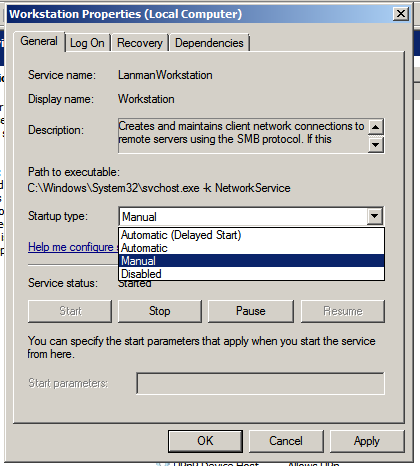 Workstation Properties (Local Computer)
General Log On Recovery Dependencies
Service name: LanmanWorkstation
Display name: Workstation
Description: Creates and maintains client network connections to
remote servers using the SMB protocol. If this
Path to executable:
C:\Windows\System32\svchost.exe -k NetworkService
Startup type: Manual
Automatic (Delayed Start)
Automatic
Help me configure
Manual
Disabled
Service status: Started
Start Stop Pause Resume
You can specify the start parameters that apply when you start the service
from here.
Start parameters:
OK Cancel Apply